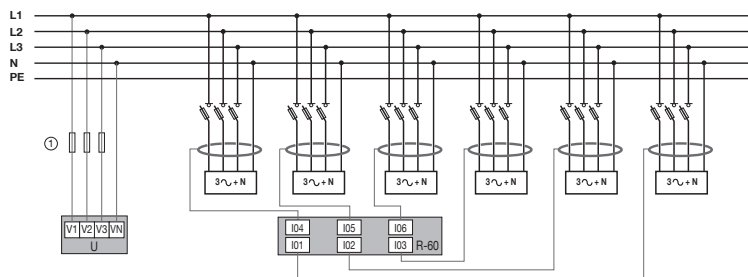 L1
L2
L3
N
PE
1
3 + N 3 + N 3 + N 3 + N 3 + N 3 + N
V1 V2 V3 VN
U
I04 I05 I06
I01 I02 I03 R-60